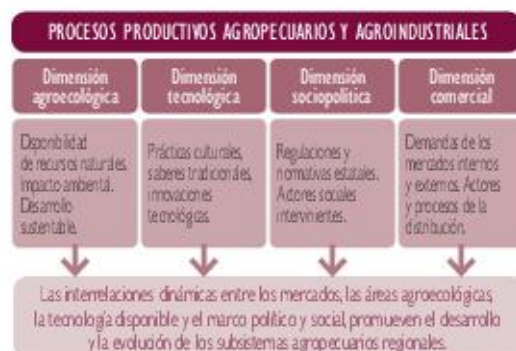 PROCESOS PRODUCTIVOS AGROPECUARIOS Y AGROINDUSTRIALES
Dimensión
agroecológica
Disponibilidad
de recursos naturales.
Impacto ambiental.
Desarrollo
sustentable.
Dimensión
tecnológica
Prácticas culturales,
saberes tradicionales,
innovaciones
tecnológicas.
Dimensión
sociopolítica
Regulaciones y
normativas estatales.
Actores sociales
intervinientes.
Dimensión
comercial
Demandas de los
mercados internos
y externos. Actores
y procesos de la
distribución.
Las interrelaciones dinámicas entre los mercados, las áreas agroecológicas,
la tecnología disponible y el marco político y social, promueven el desarrollo
y la evolución de los subsistemas agropecuarios regionales.